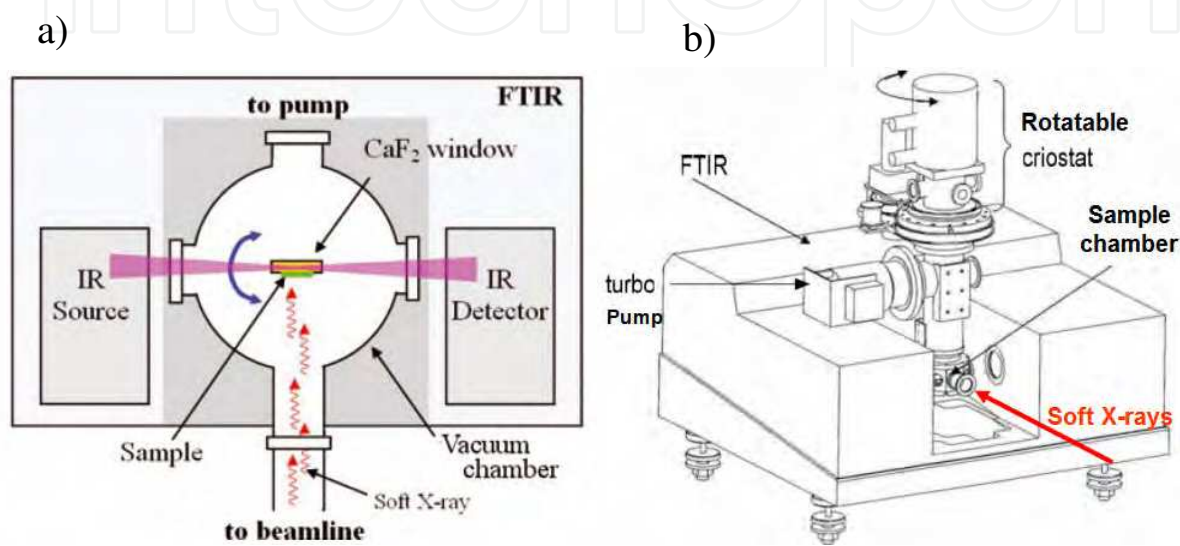 a)
b)
FTIR
to pump
CaF₂ window
IR
Source
IR
Detector
Sample
Vacuum
chamber
Soft X-ray
to beamline
Rotatable
criostat
FTIR
Sample
chamber
turbo
Pump
Soft X-rays